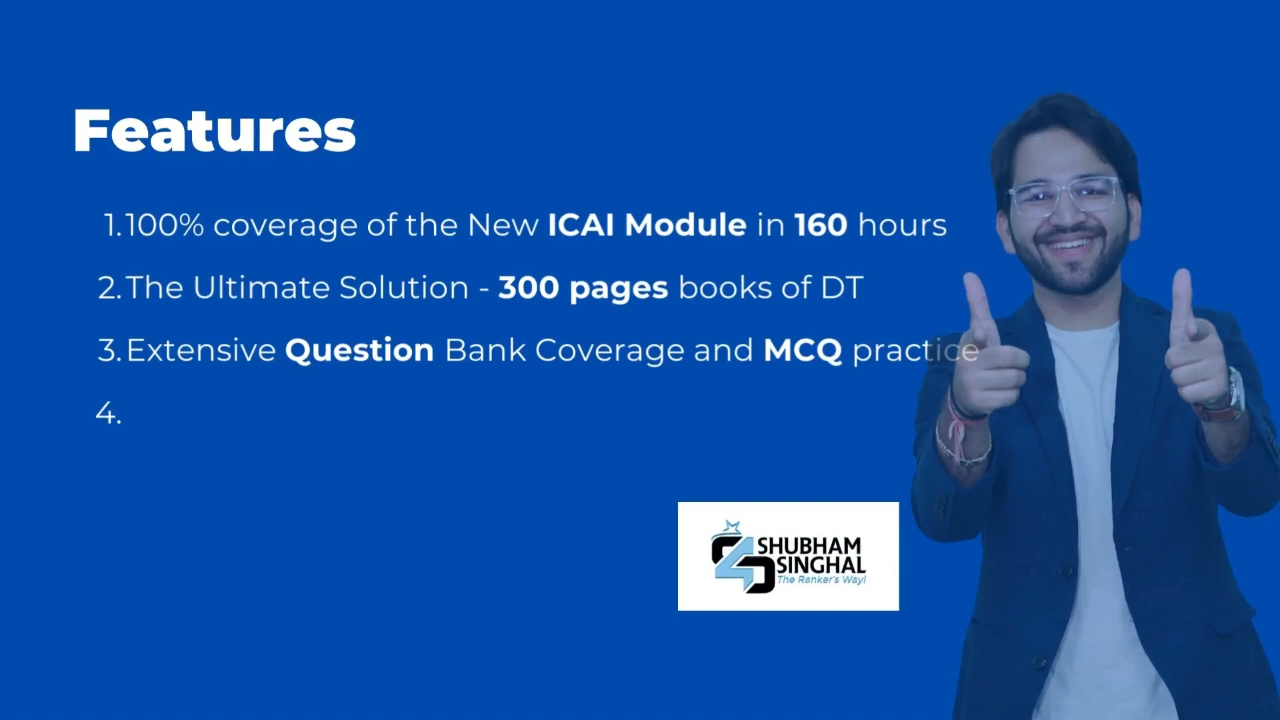 Features
1. 100% coverage of the New ICAI Module in 160 hours
2. The Ultimate Solution - 300 pages books of DT
3. Extensive Question Bank Coverage and MCQ practice
4.
SHUBHAM
SINGHAL
The Ranker's Way!